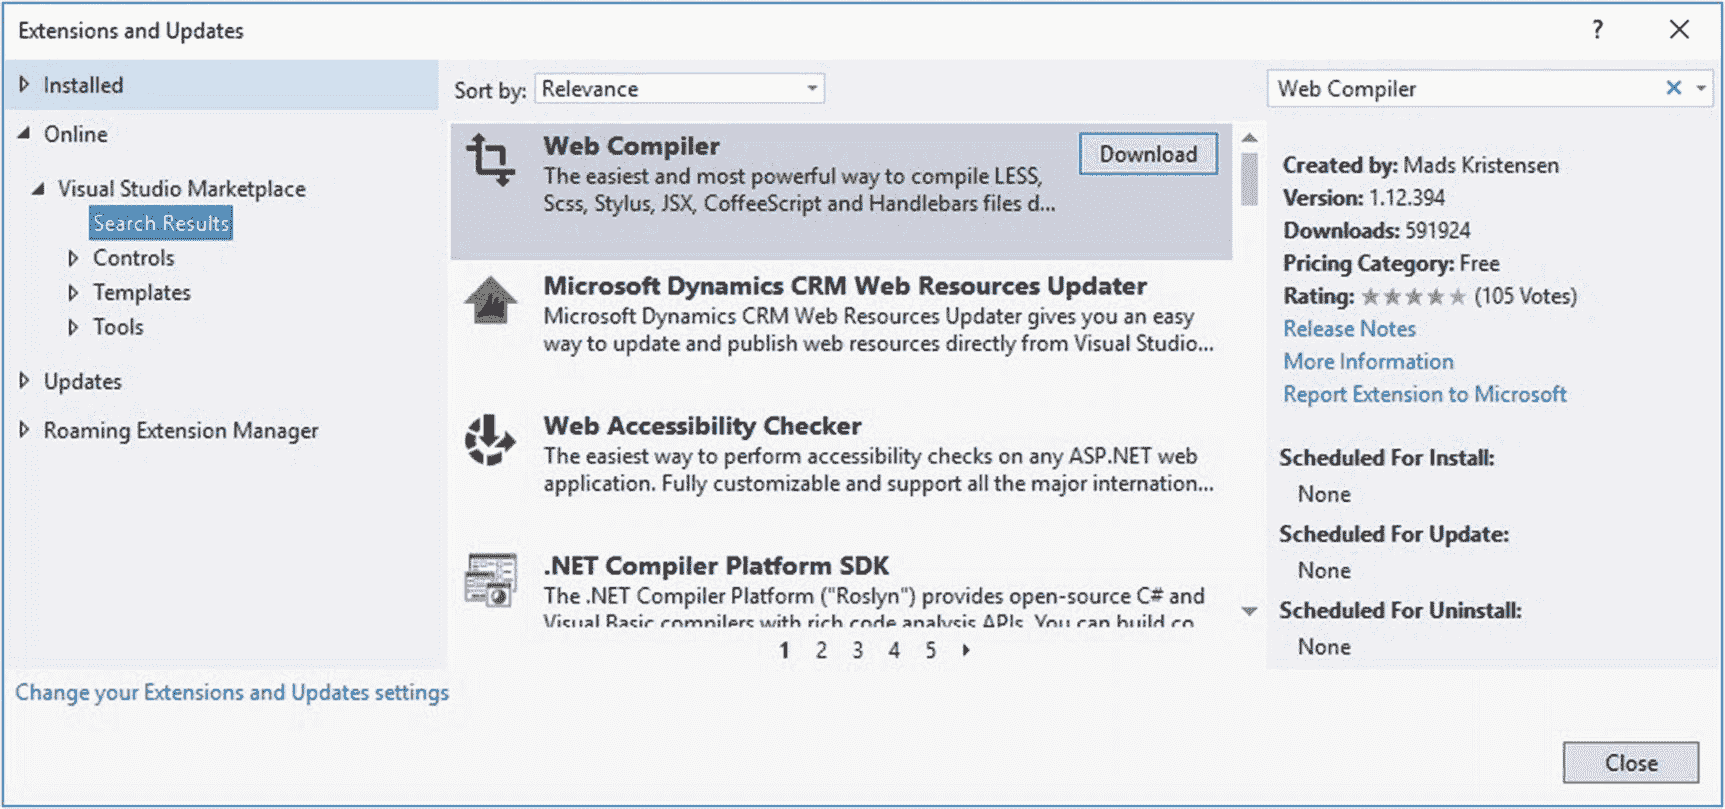 Extensions and Updates
?
Installed
Online
Visual Studio Marketplace
Search Results
Controls
Templates
Tools
Updates
Roaming Extension Manager
Change your Extensions and Updates settings
Sort by: Relevance
Web Compiler
Download
The easiest and most powerful way to compile LESS,
Scss, Stylus, JSX, CoffeeScript and Handlebars files d...
Microsoft Dynamics CRM Web Resources Updater
Microsoft Dynamics CRM Web Resources Updater gives you an easy
way to update and publish web resources directly from Visual Studio...
Web Accessibility Checker
The easiest way to perform accessibility checks on any ASP.NET web
application. Fully customizable and support all the major internation...
.NET Compiler Platform SDK
The .NET Compiler Platform ("Roslyn") provides open-source C# and
Visual Basic compilers with rich code analysis APIs. You can build co
1 2 3 4 5
Web Compiler
Created by: Mads Kristensen
Version: 1.12.394
Downloads: 591924
Pricing Category: Free
Rating: ★★★★★ (105 Votes)
Release Notes
More Information
Report Extension to Microsoft
Scheduled For Install:
None
Scheduled For Update:
None
Scheduled For Uninstall:
None
Close